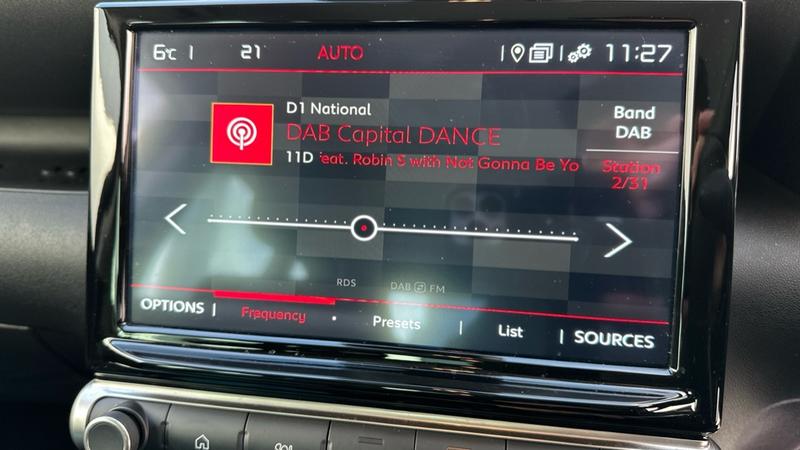 6°C 21 AUTO 11:27
D1 National
DAB Capital DANCE
11D eat. Robin S with Not Gonna Be Yo
Band
DAB
Station
2/31
RDS DAB FM
OPTIONS Frequency Presets List SOURCES